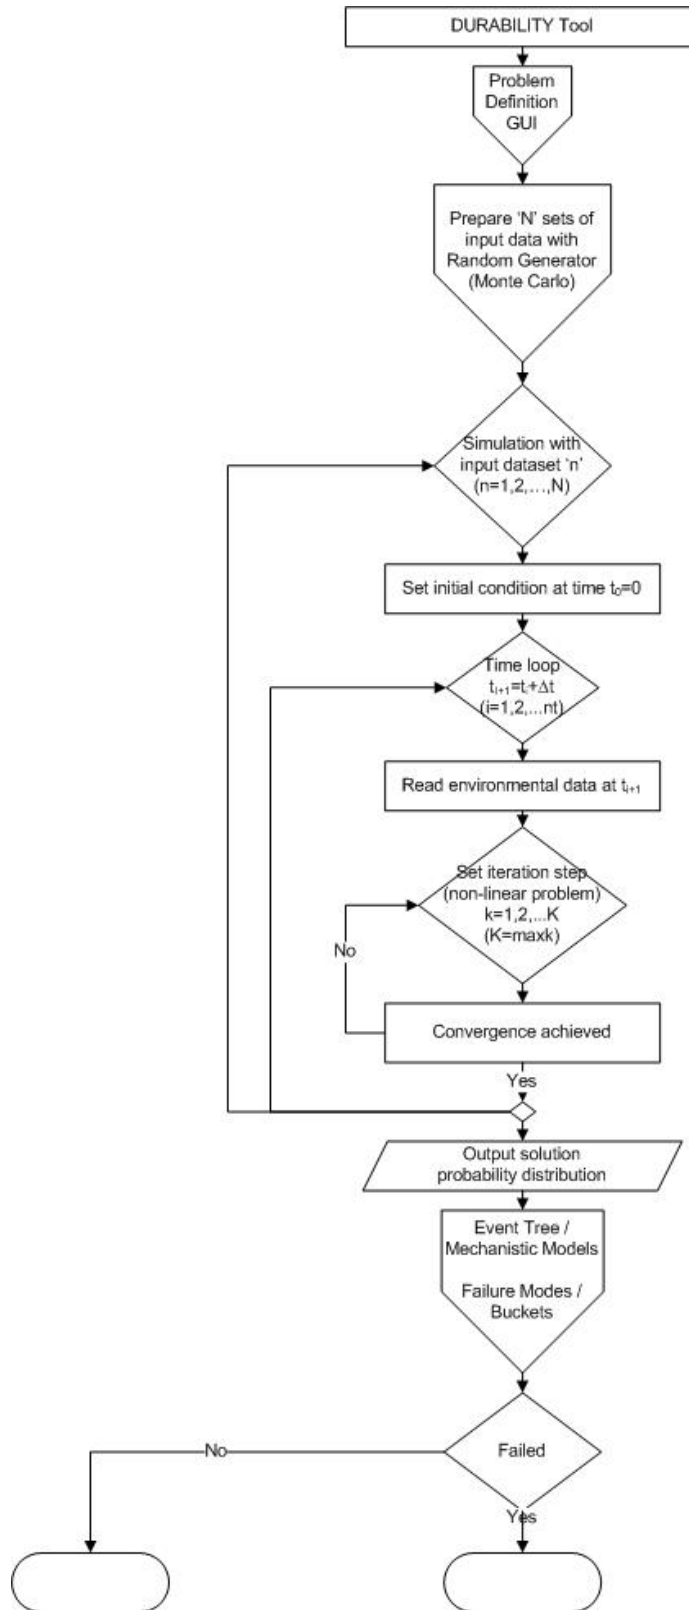 DURABILITY Tool
Problem
Definition
GUI
Prepare ‘N’ sets of
input data with
Random Generator
(Monte Carlo)
Simulation with
input dataset ‘n’
(n=1,2,...,N)
Set initial condition at time t₀=0
Time loop
tᵢ₊₁=tᵢ+Δt
(i=1,2,...nt)
Read environmental data at tᵢ₊₁
Set iteration step
(non-linear problem)
k=1,2,...K
(K=maxk)
No
Convergence achieved
Yes
Output solution
probability distribution
Event Tree /
Mechanistic Models
Failure Modes /
Buckets
No
Failed
Yes